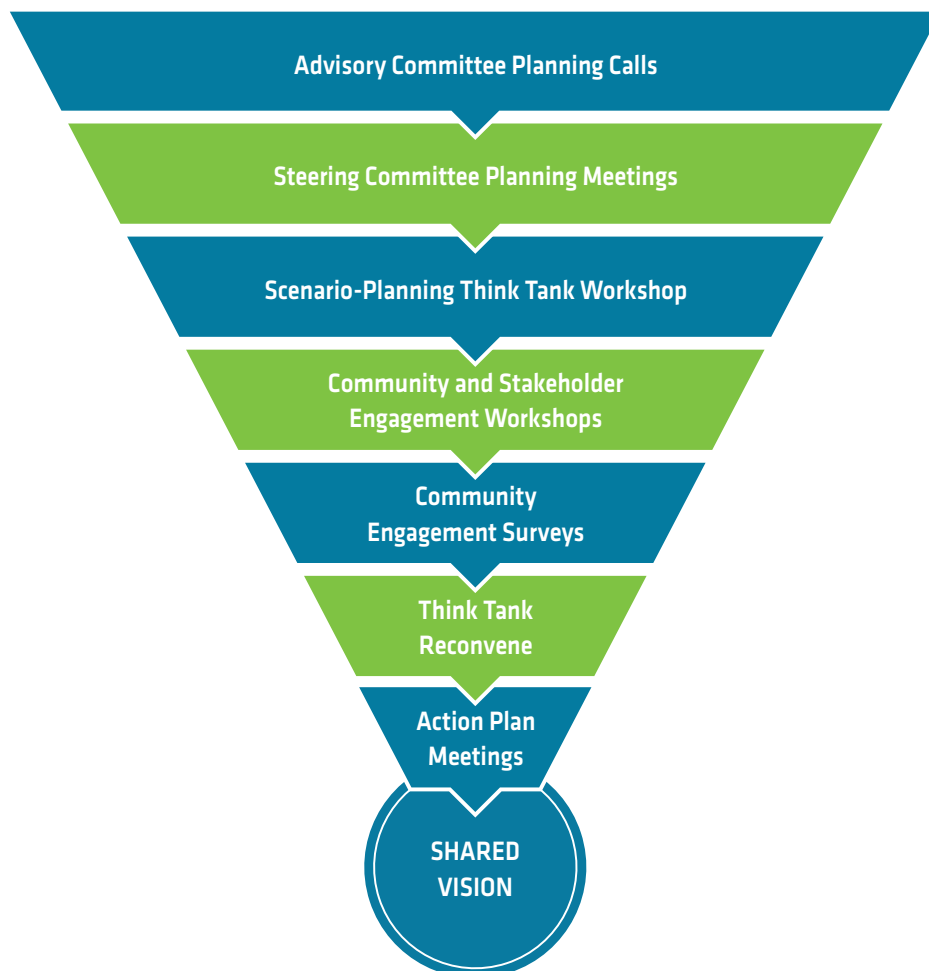 Advisory Committee Planning Calls
Steering Committee Planning Meetings
Scenario-Planning Think Tank Workshop
Community and Stakeholder
Engagement Workshops
Community
Engagement Surveys
Think Tank
Reconvene
Action Plan
Meetings
SHARED
VISION